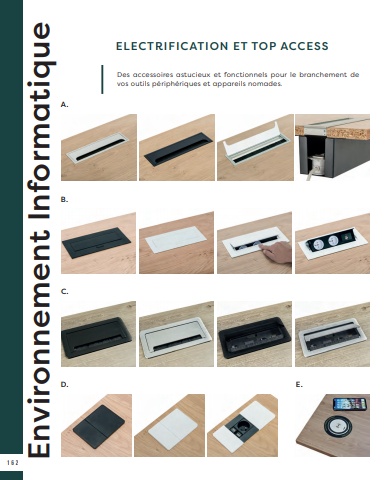 Environnement Informatique
ELECTRIFICATION ET TOP ACCESS
Des accessoires astucieux et fonctionnels pour le branchement de
vos outils périphériques et appareils nomades.
A.
B.
C.
D.
E.
162